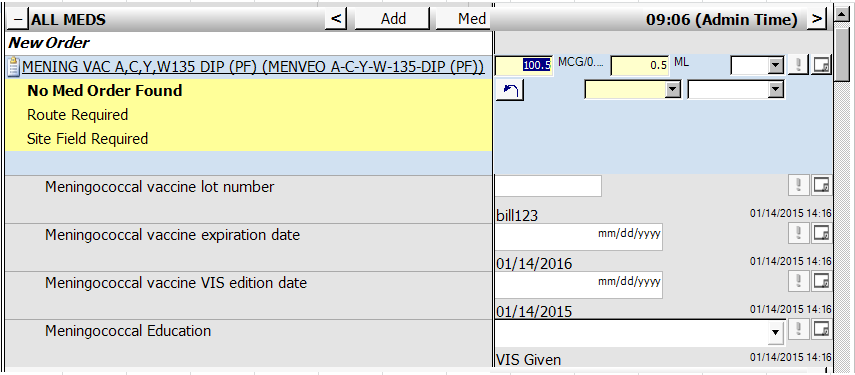 − ALL MEDS < Add Med 09:06 (Admin Time) >
New Order
MENING VAC A,C,Y,W135 DIP (PF) (MENVEO A-C-Y-W-135-DIP (PF)) 100.5 MCG/0... 0.5 ML
No Med Order Found
Route Required
Site Field Required
Meningococcal vaccine lot number
bill123 01/14/2015 14:16
Meningococcal vaccine expiration date mm/dd/yyyy
01/14/2016 01/14/2015 14:16
Meningococcal vaccine VIS edition date mm/dd/yyyy
01/14/2015 01/14/2015 14:16
Meningococcal Education
VIS Given 01/14/2015 14:16